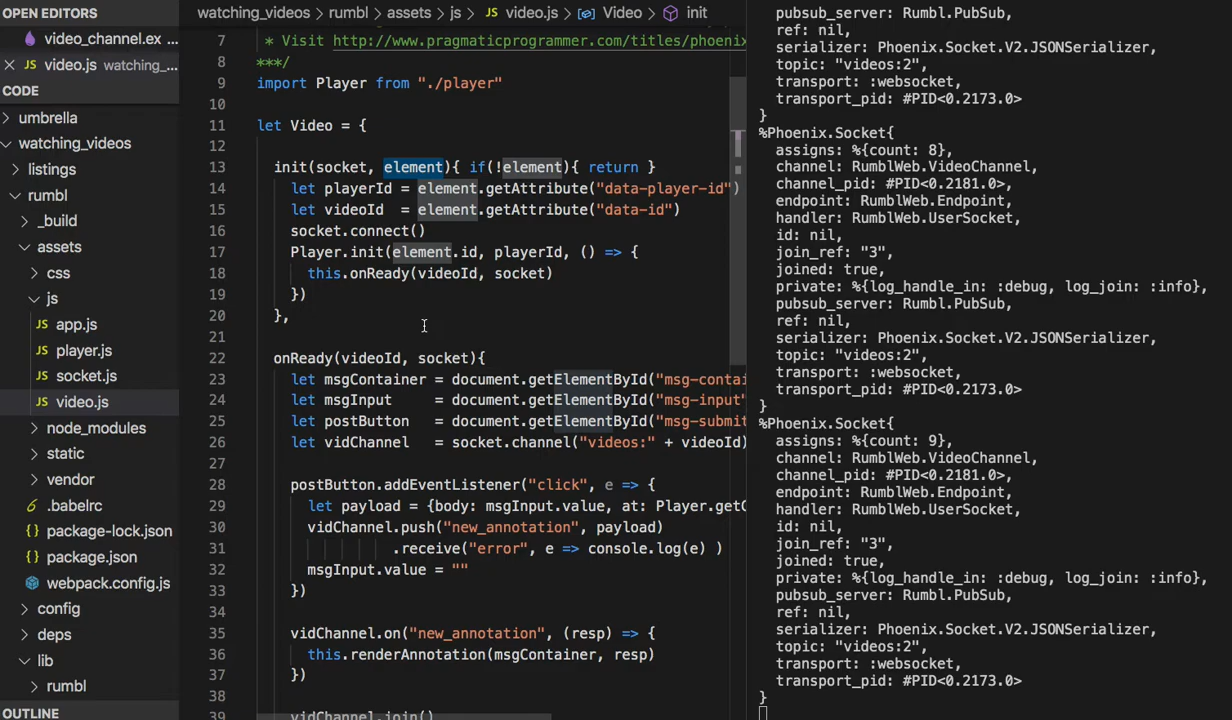 OPEN EDITORS
video_channel.ex ...
JS video.js watching_...
CODE
umbrella
watching_videos
listings
rumbl
_build
assets
css
js
JS app.js
JS player.js
JS socket.js
JS video.js
node_modules
static
vendor
.babelrc
{} package-lock.json
{} package.json
webpack.config.js
config
deps
lib
rumbl
OUTLINE
watching_videos > rumbl > assets > js > JS video.js > Video > init
7 * Visit http://www.pragmaticprogrammer.com/titles/phoenix
8 ***/
9 import Player from "./player"
10
11 let Video = {
12
13 init(socket, element){ if(!element){ return }
14 let playerId = element.getAttribute("data-player-id")
15 let videoId = element.getAttribute("data-id")
16 socket.connect()
17 Player.init(element.id, playerId, () => {
18 this.onReady(videoId, socket)
19 })
20 },
21
22 onReady(videoId, socket){
23 let msgContainer = document.getElementById("msg-contai
24 let msgInput = document.getElementById("msg-input"
25 let postButton = document.getElementById("msg-submit
26 let vidChannel = socket.channel("videos:" + videoId)
27
28 postButton.addEventListener("click", e => {
29 let payload = {body: msgInput.value, at: Player.getC
30 vidChannel.push("new_annotation", payload)
31 .receive("error", e => console.log(e) )
32 msgInput.value = ""
33 })
34
35 vidChannel.on("new_annotation", (resp) => {
36 this.renderAnnotation(msgContainer, resp)
37 })
38
39 vidChannel.join()
pubsub_server: Rumbl.PubSub,
ref: nil,
serializer: Phoenix.Socket.V2.JSONSerializer,
topic: "videos:2",
transport: :websocket,
transport_pid: #PID<0.2173.0>
}
%Phoenix.Socket{
assigns: %{count: 8},
channel: RumblWeb.VideoChannel,
channel_pid: #PID<0.2181.0>
endpoint: RumblWeb.Endpoint,
handler: RumblWeb.UserSocket,
id: nil,
join_ref: "3",
joined: true,
private: %{log_handle_in: :debug, log_join: :info},
pubsub_server: Rumbl.PubSub,
ref: nil,
serializer: Phoenix.Socket.V2.JSONSerializer,
topic: "videos:2",
transport: :websocket,
transport_pid: #PID<0.2173.0>
}
%Phoenix.Socket{
assigns: %{count: 9},
channel: RumblWeb.VideoChannel,
channel_pid: #PID<0.2181.0>
endpoint: RumblWeb.Endpoint,
handler: RumblWeb.UserSocket,
id: nil,
join_ref: "3",
joined: true,
private: %{log_handle_in: :debug, log_join: :info},
pubsub_server: Rumbl.PubSub,
ref: nil,
serializer: Phoenix.Socket.V2.JSONSerializer,
topic: "videos:2",
transport: :websocket,
transport_pid: #PID<0.2173.0>
}